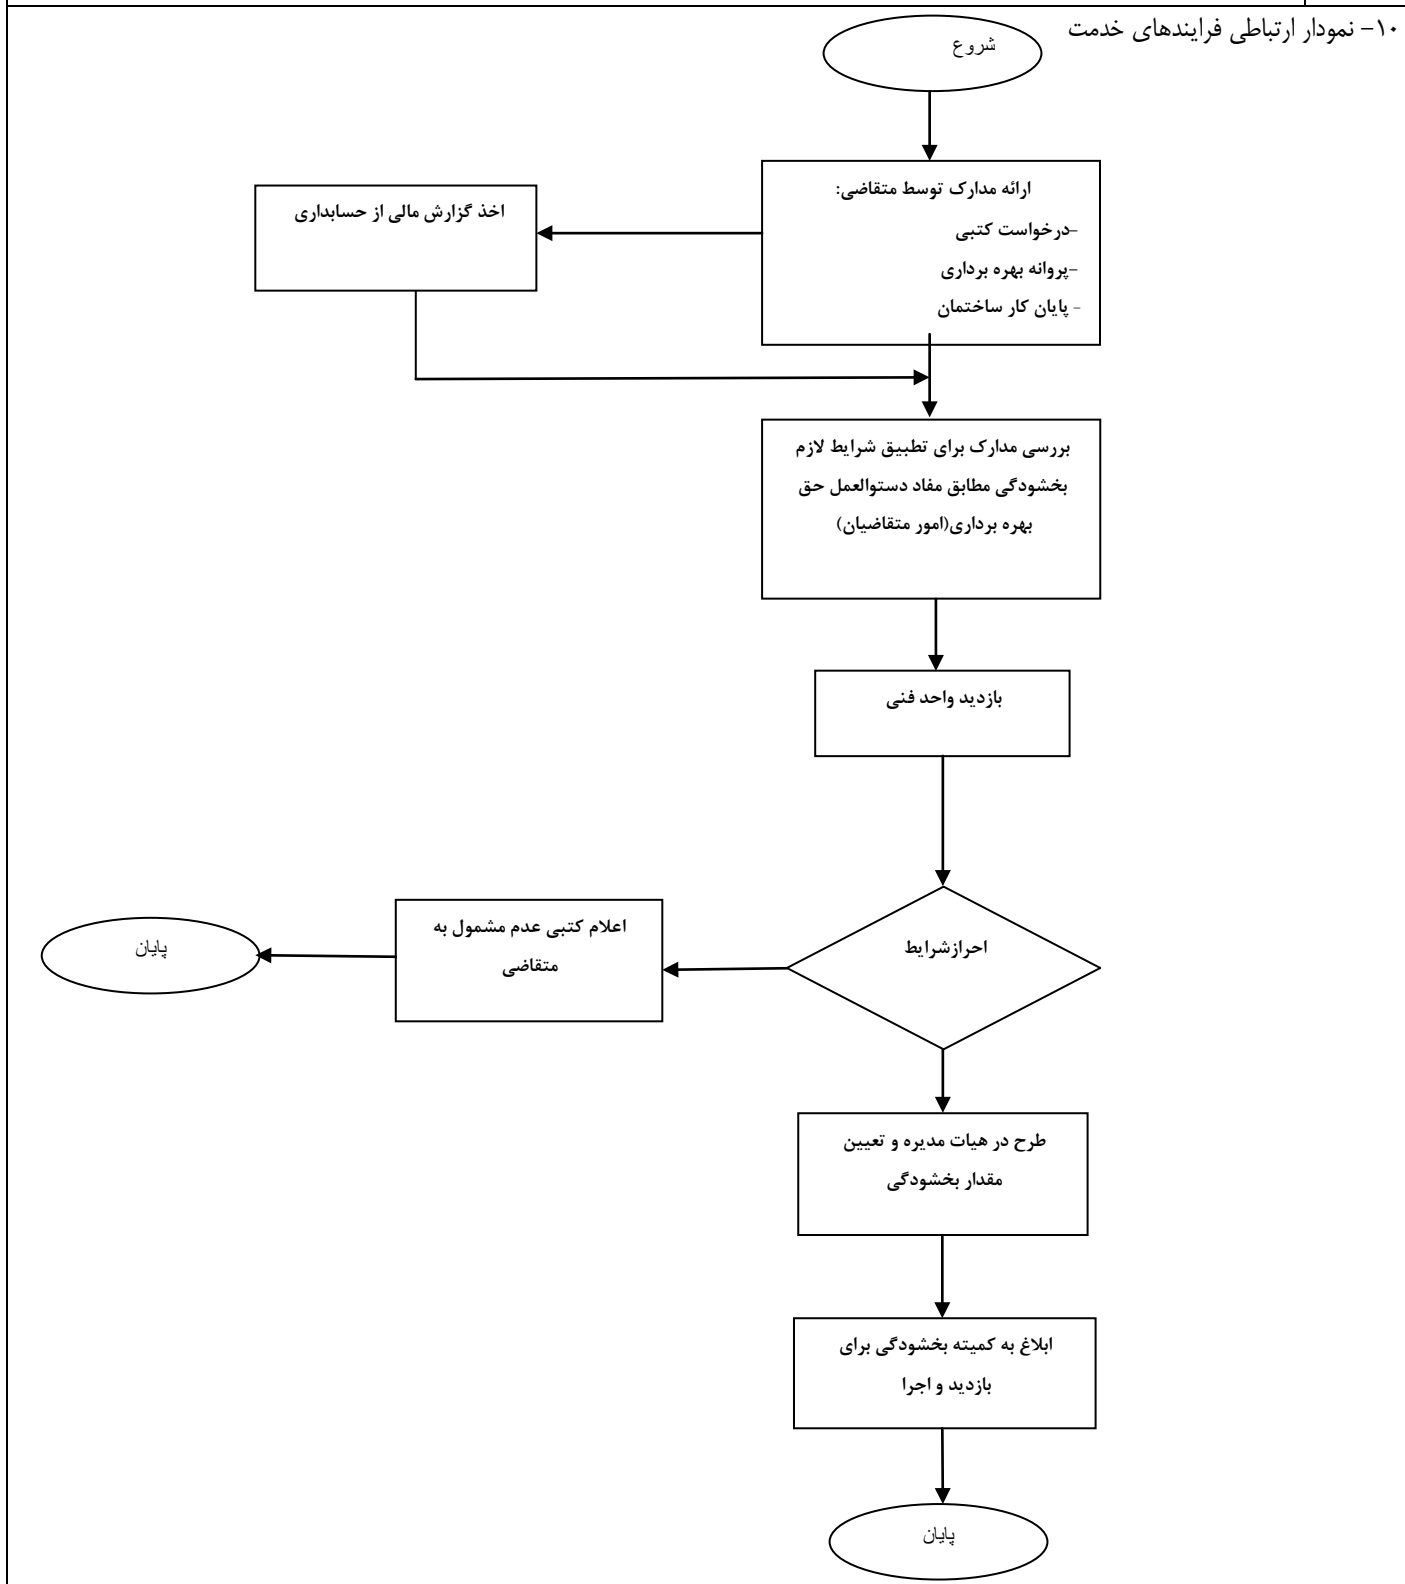 ۱۰- نمودار ارتباطی فرایندهای خدمت
شروع
ارائه مدارک توسط متقاضی:
-درخواست کتبی
-پروانه بهره برداری
- پایان کار ساختمان
اخذ گزارش مالی از حسابداری
بررسی مدارک برای تطبیق شرایط لازم
بخشودگی مطابق مفاد دستوالعمل حق
بهره برداری(امور متقاضیان)
بازدید واحد فنی
احرازشرایط
اعلام کتبی عدم مشمول به
متقاضی
پایان
طرح در هیات مدیره و تعیین
مقدار بخشودگی
ابلاغ به کمیته بخشودگی برای
بازدید و اجرا
پایان